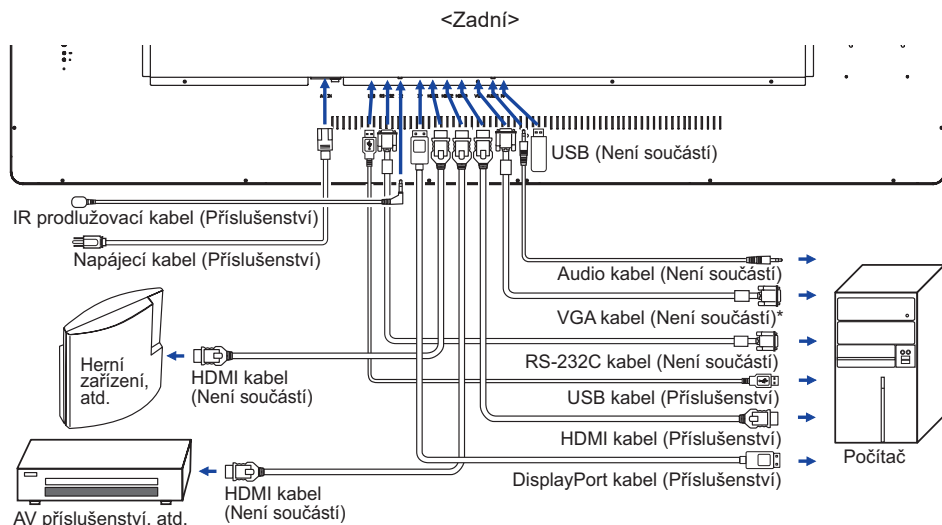 <Zadní>
USB (Není součástí)
IR prodlužovací kabel (Příslušenství)
Napájecí kabel (Příslušenství)
Audio kabel (Není součástí)
VGA kabel (Není součástí)*
RS-232C kabel (Není součástí)
USB kabel (Příslušenství)
HDMI kabel (Příslušenství)
DisplayPort kabel (Příslušenství)
Počítač
Herní
zařízení,
atd.
HDMI kabel
(Není součástí)
HDMI kabel
(Není součástí)
AV příslušenství, atd.